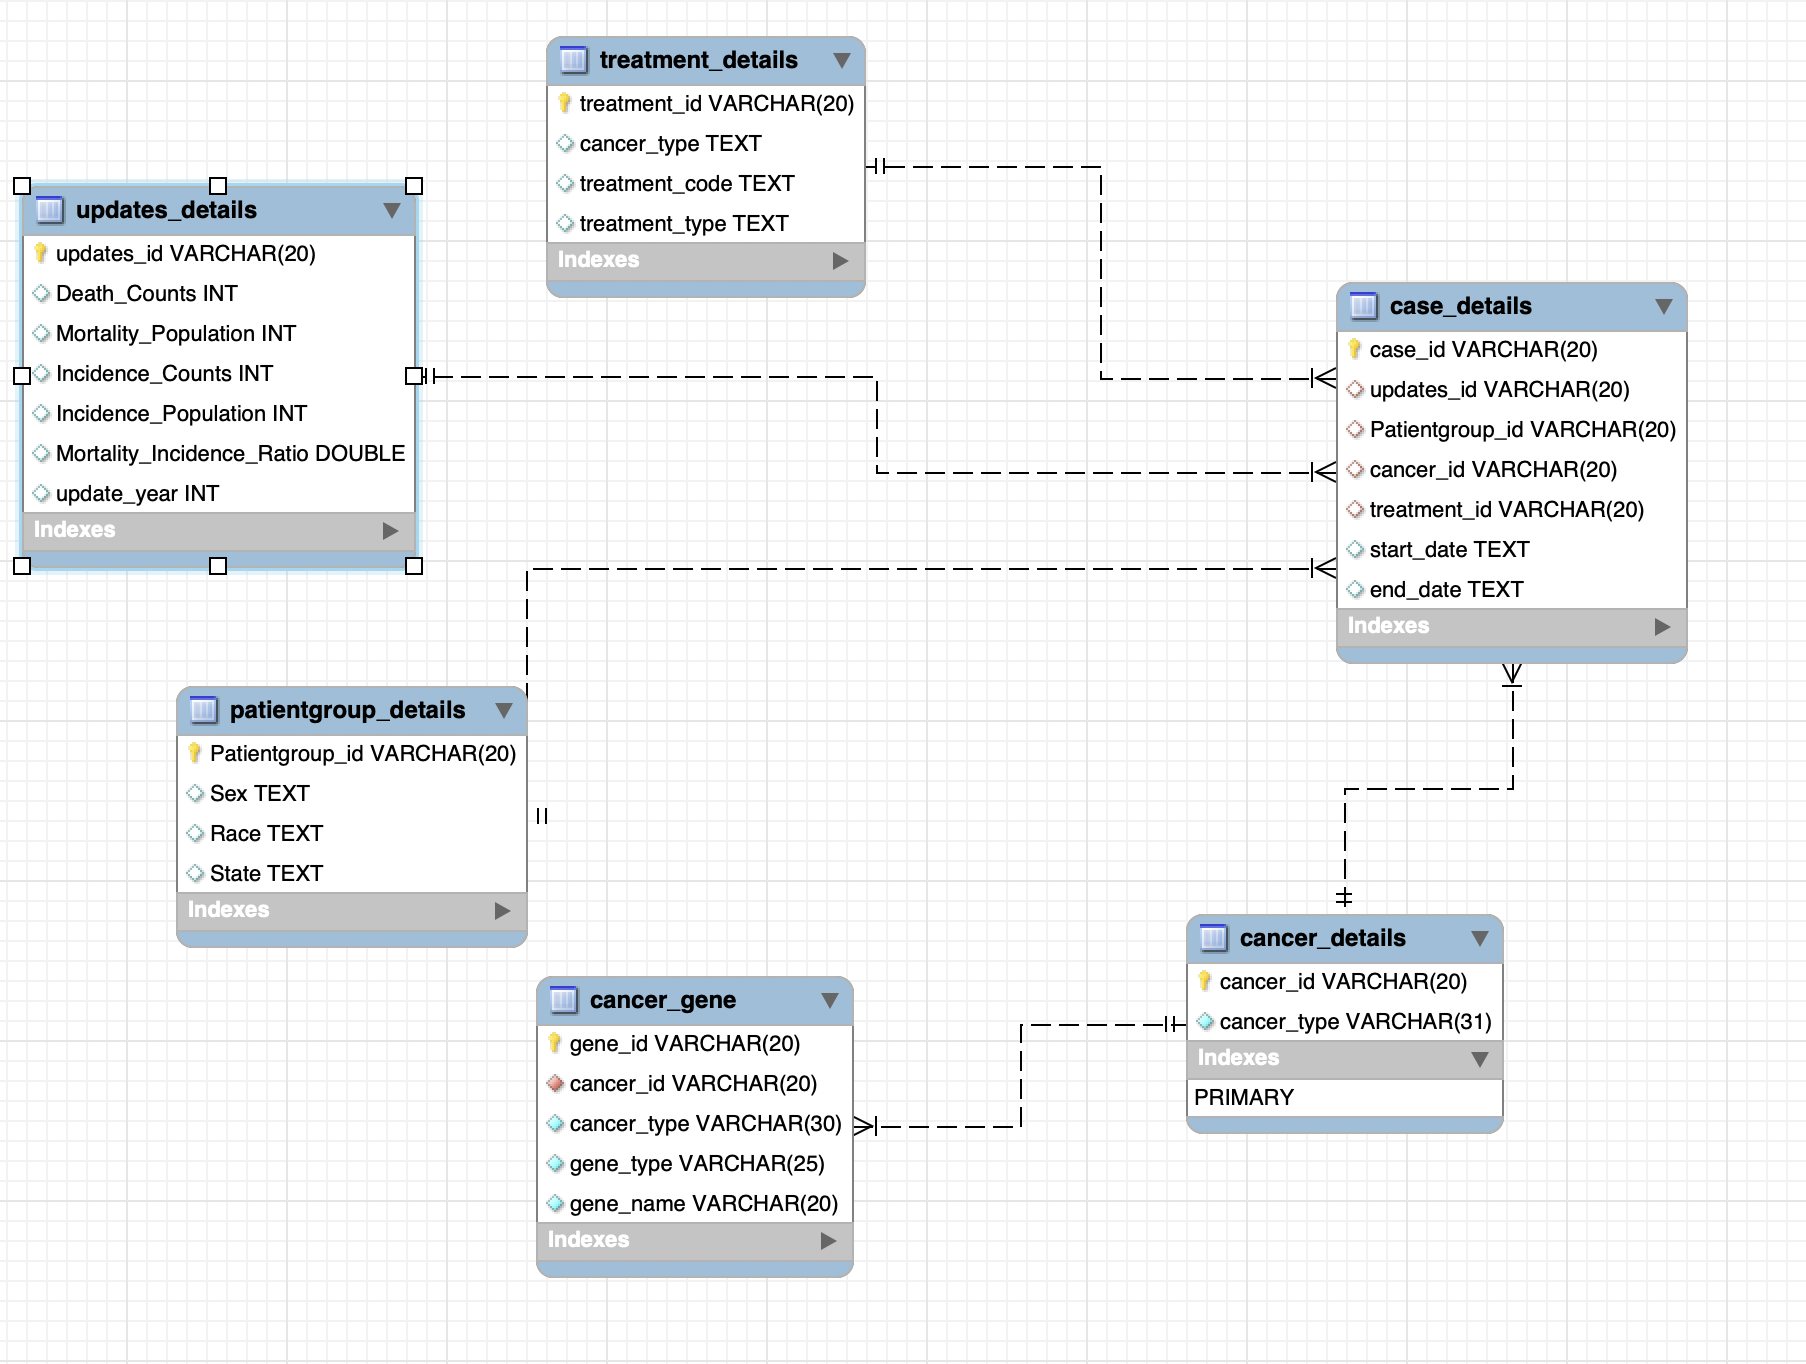 treatment_details
treatment_id VARCHAR(20)
cancer_type TEXT
treatment_code TEXT
treatment_type TEXT
Indexes
updates_details
updates_id VARCHAR(20)
Death_Counts INT
Mortality_Population INT
Incidence_Counts INT
Incidence_Population INT
Mortality_Incidence_Ratio DOUBLE
update_year INT
Indexes
case_details
case_id VARCHAR(20)
updates_id VARCHAR(20)
Patientgroup_id VARCHAR(20)
cancer_id VARCHAR(20)
treatment_id VARCHAR(20)
start_date TEXT
end_date TEXT
Indexes
patientgroup_details
Patientgroup_id VARCHAR(20)
Sex TEXT
Race TEXT
State TEXT
Indexes
cancer_gene
gene_id VARCHAR(20)
cancer_id VARCHAR(20)
cancer_type VARCHAR(30)
gene_type VARCHAR(25)
gene_name VARCHAR(20)
Indexes
cancer_details
cancer_id VARCHAR(20)
cancer_type VARCHAR(31)
Indexes
PRIMARY